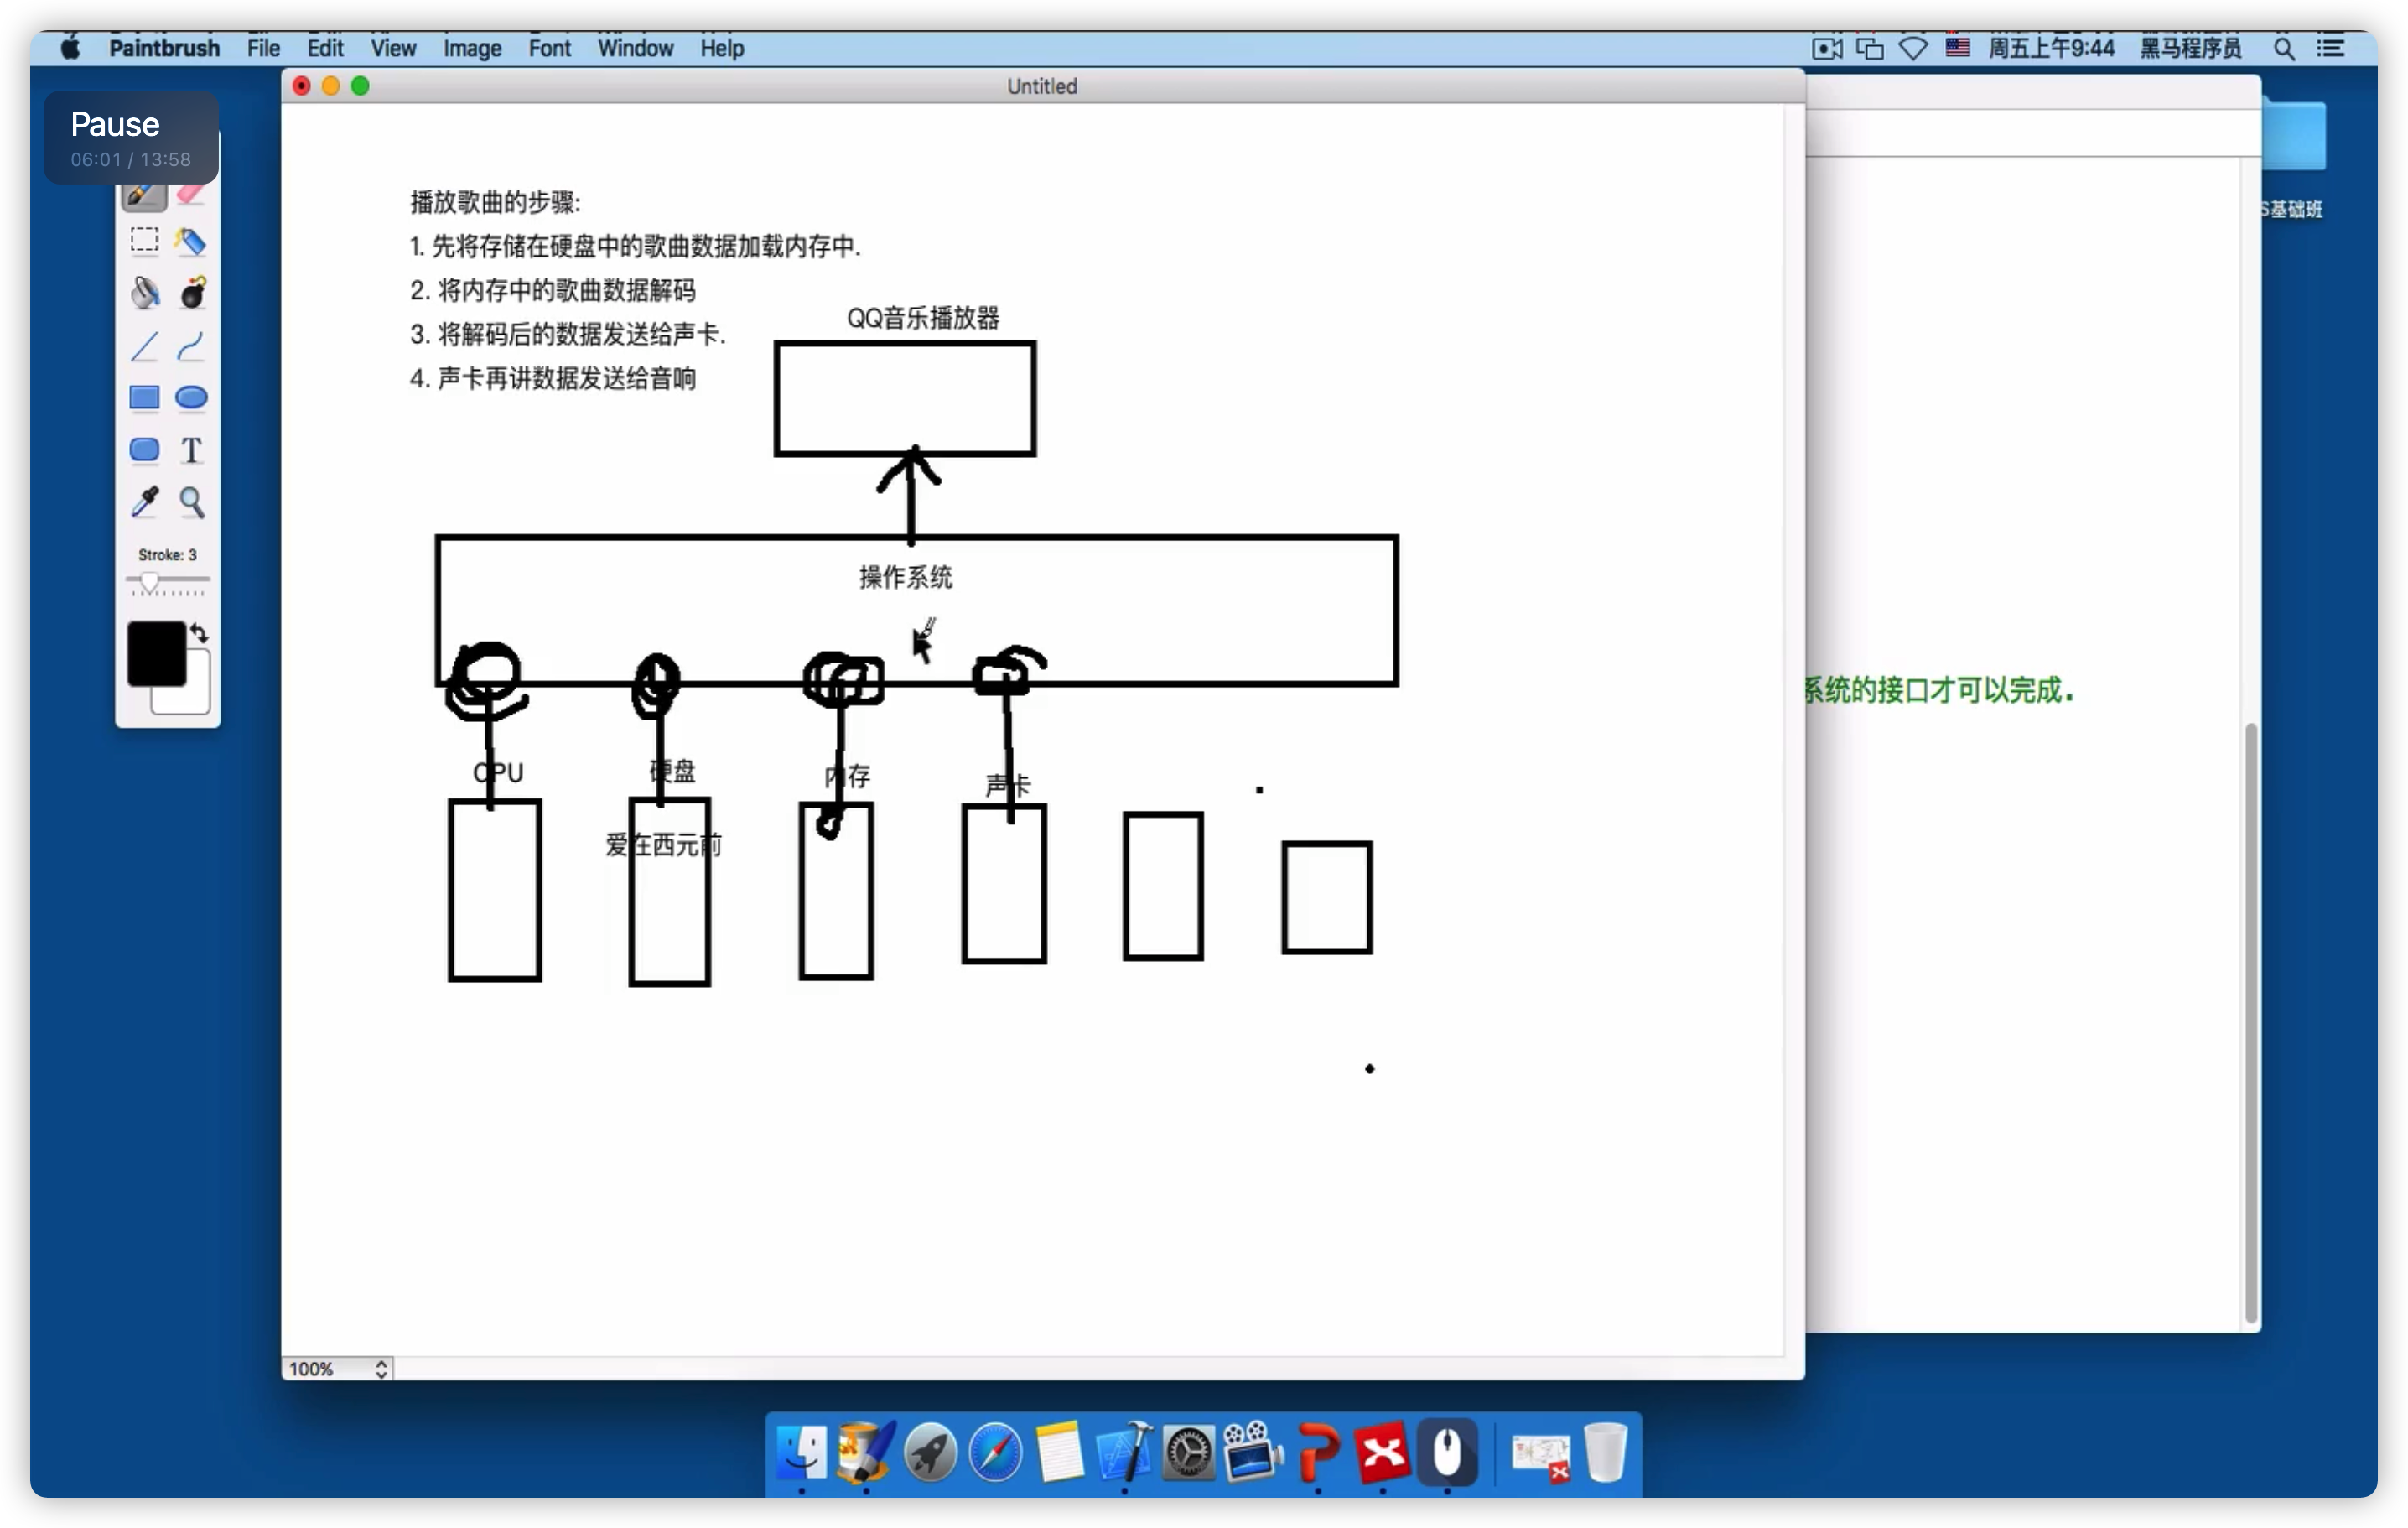 Paintbrush File Edit View Image Font Window Help 周五上午9:44 黑马程序员
Untitled
Pause
06:01 / 13:58
S基础班
播放歌曲的步骤:
1. 先将存储在硬盘中的歌曲数据加载内存中.
2. 将内存中的歌曲数据解码
QQ音乐播放器
3. 将解码后的数据发送给声卡.
4. 声卡再讲数据发送给音响
T
Stroke: 3
操作系统
系统的接口才可以完成.
CPU 硬盘 内存 声卡
爱在西元前
100%